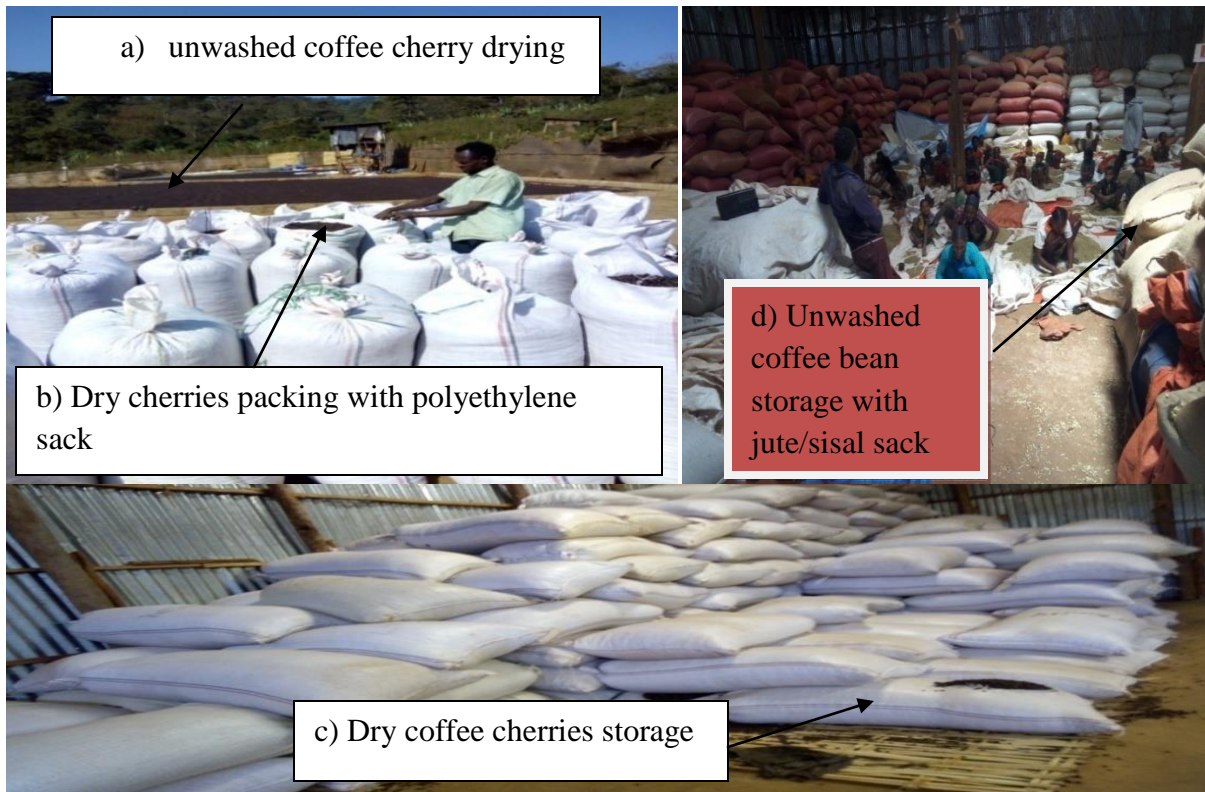 a) unwashed coffee cherry drying
b) Dry cherries packing with polyethylene
sack
d) Unwashed
coffee bean
storage with
jute/sisal sack
c) Dry coffee cherries storage